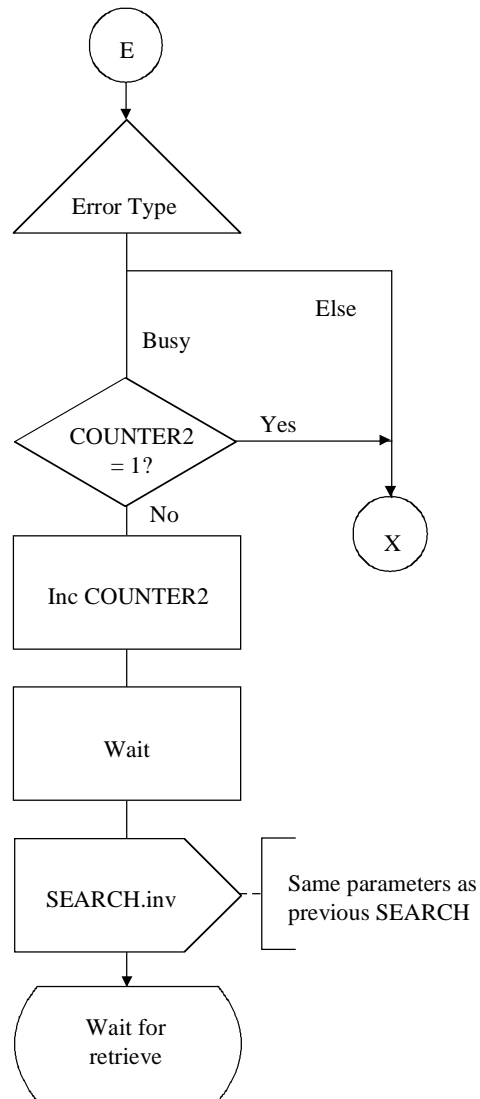 E
Error Type
Else
Busy
COUNTER2
= 1?
Yes
No
X
Inc COUNTER2
Wait
SEARCH.inv
Same parameters as
previous SEARCH
Wait for
retrieve